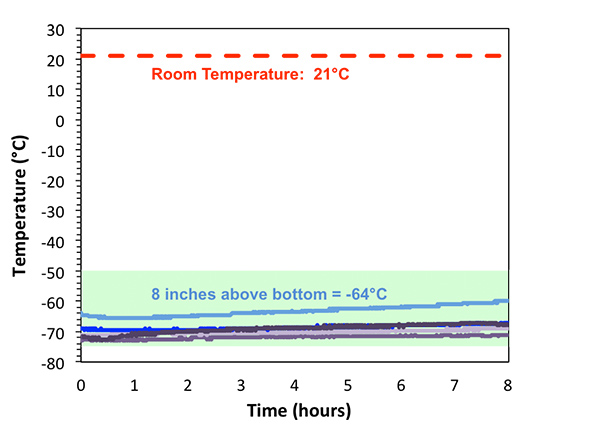 30
20
10
0
-10
-20
-30
-40
-50
-60
-70
-80
Temperature (°C)
Room Temperature: 21°C
8 inches above bottom = -64°C
0 1 2 3 4 5 6 7 8
Time (hours)